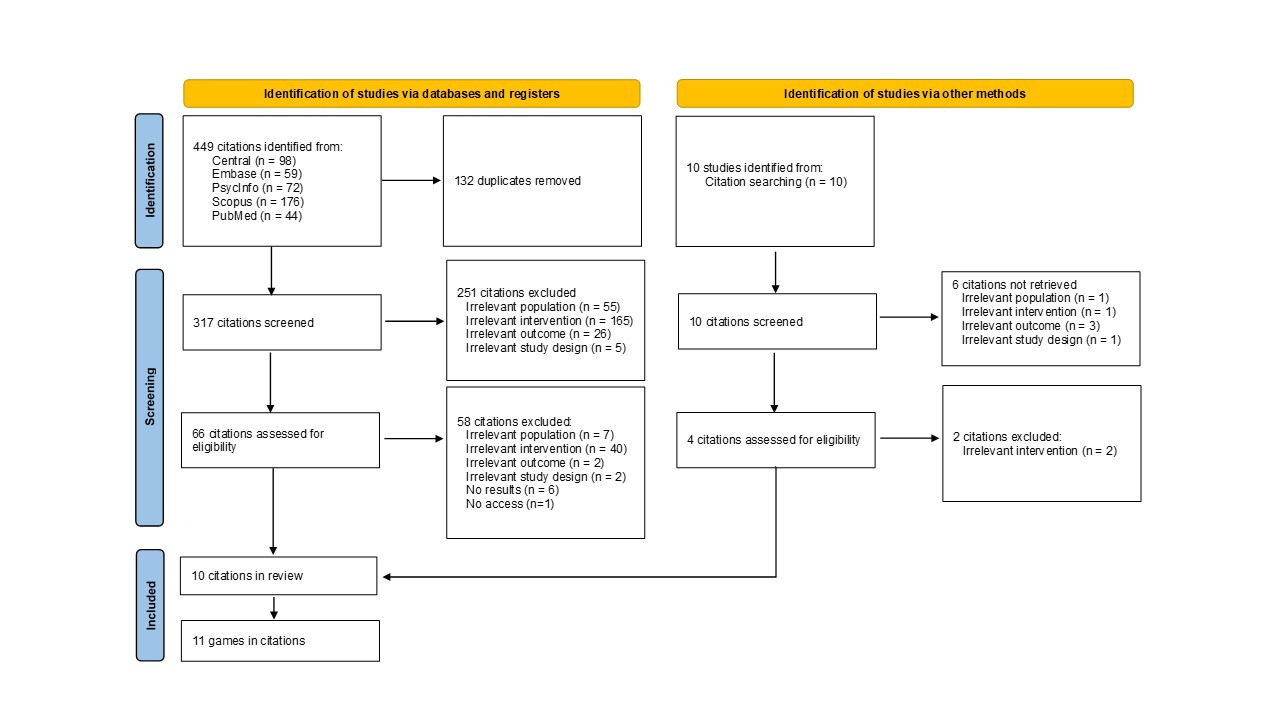 Identification of studies via databases and registers
Identification of studies via other methods
Identification
449 citations identified from:
Central (n = 98)
Embase (n = 59)
PsycInfo (n = 72)
Scopus (n = 176)
PubMed (n = 44)
132 duplicates removed
10 studies identified from:
Citation searching (n = 10)
Screening
317 citations screened
251 citations excluded
Irrelevant population (n = 55)
Irrelevant intervention (n = 165)
Irrelevant outcome (n = 26)
Irrelevant study design (n = 5)
10 citations screened
6 citations not retrieved
Irrelevant population (n = 1)
Irrelevant intervention (n = 1)
Irrelevant outcome (n = 3)
Irrelevant study design (n = 1)
66 citations assessed for
eligibility
58 citations excluded:
Irrelevant population (n = 7)
Irrelevant intervention (n = 40)
Irrelevant outcome (n = 2)
Irrelevant study design (n = 2)
No results (n = 6)
No access (n=1)
4 citations assessed for eligibility
2 citations excluded:
Irrelevant intervention (n = 2)
Included
10 citations in review
11 games in citations